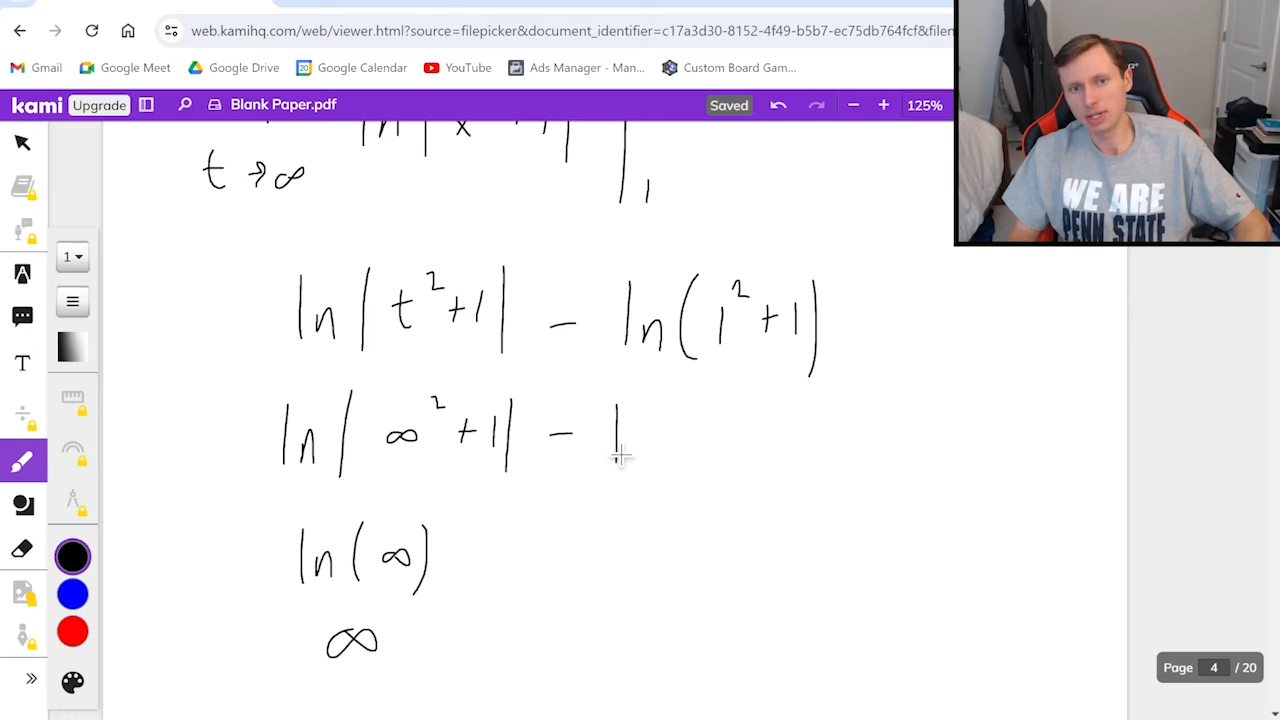 web.kamihq.com/web/viewer.html?source=filepicker&document_identifier=c17a3d30-8152-4f49-b5b7-ec75db764fcf&filen
Gmail Google Meet Google Drive 20 Google Calendar YouTube Ads Manager - Man... Custom Board Gam...
kami Upgrade Blank Paper.pdf Saved 125%
t → ∞
1
1
ln| t² + 1 | − ln( 1² + 1 )
ln| ∞² + 1 | − l
ln( ∞ )
∞
T
WE ARE
PENN STATE
Page 4 / 20